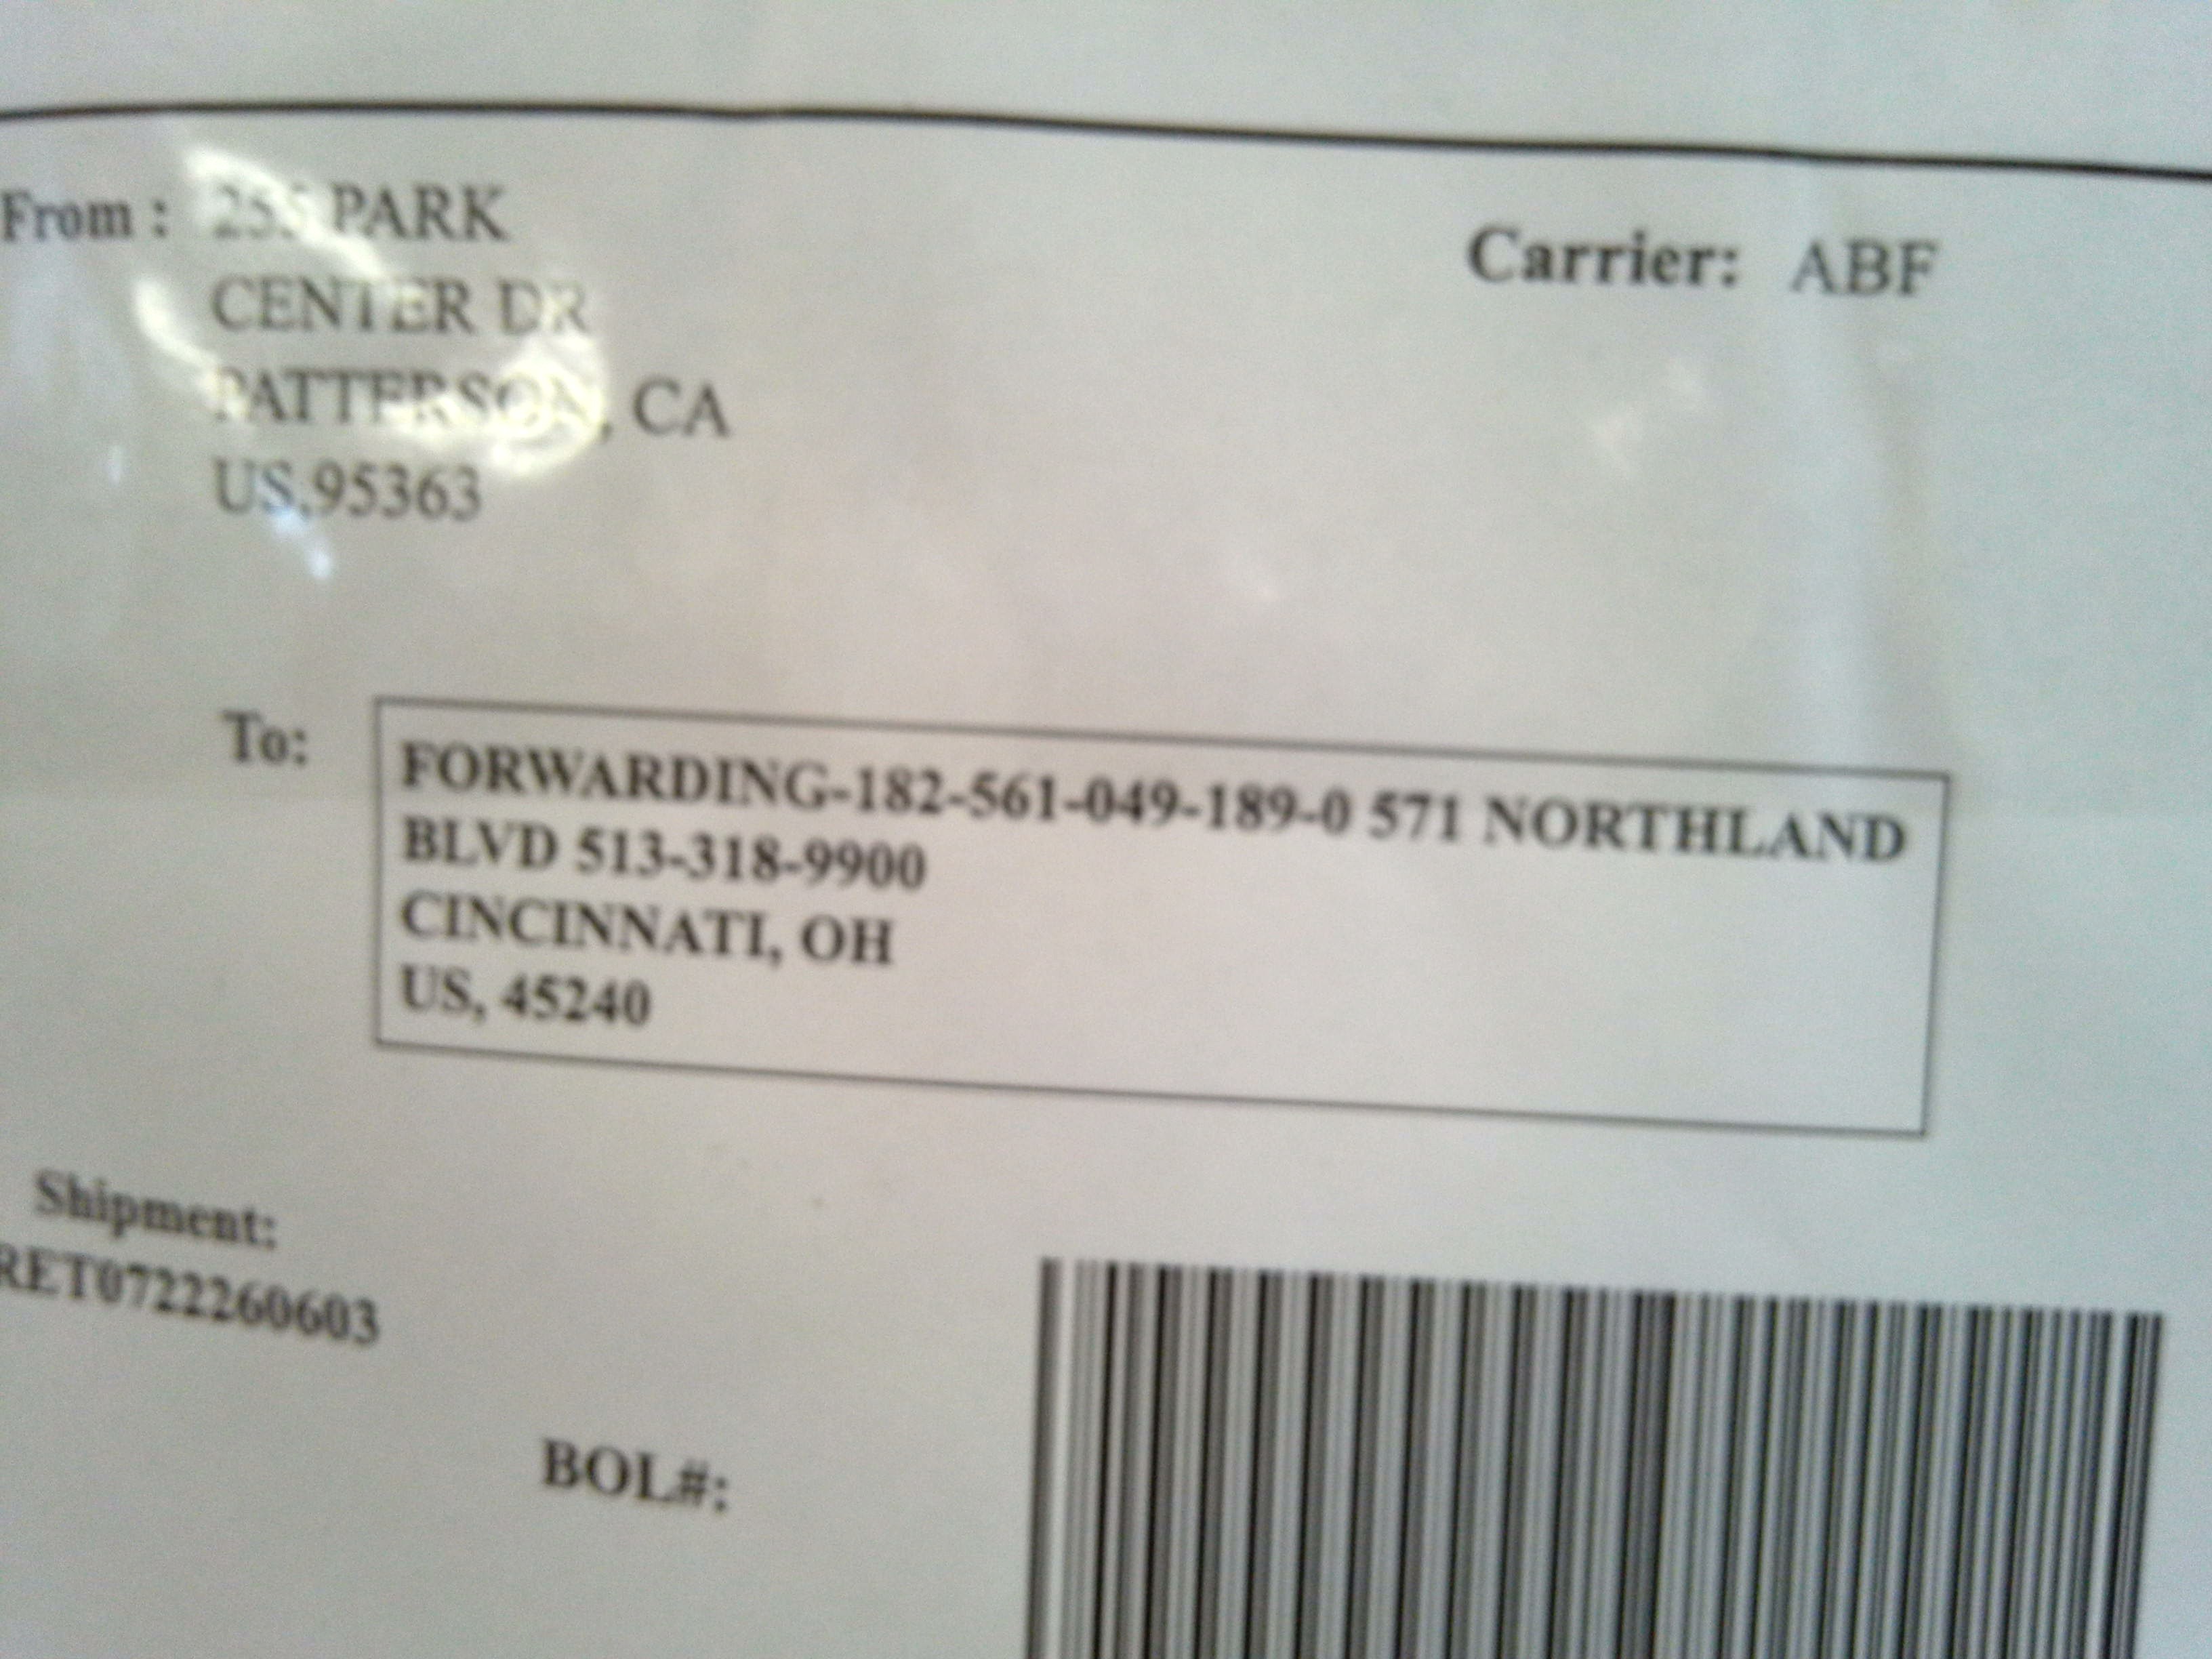 From : PARK
CENTER DR
PATTERSON, CA
US,95363
Carrier: ABF
To:
FORWARDING-182-561-049-189-0 571 NORTHLAND
BLVD 513-318-9900
CINCINNATI, OH
US, 45240
Shipment:
RET0722260603
BOL#: